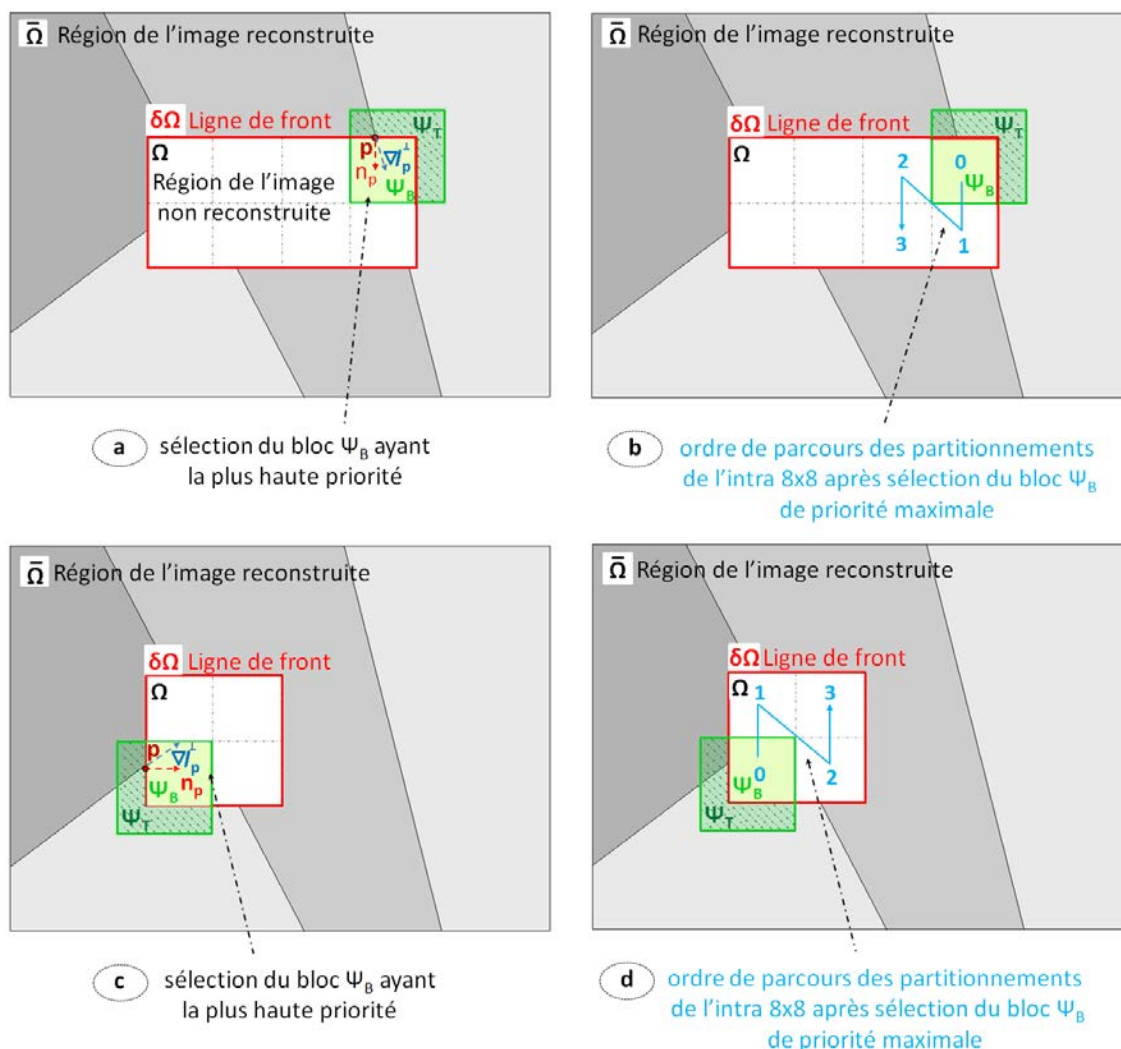 Ω̄ Région de l'image reconstruite
δΩ Ligne de front
Ω
Région de l'image
non reconstruite
p
n_p
∇I_p^⊥
Ψ_B
Ψ_T
a sélection du bloc Ψ_B ayant
la plus haute priorité
Ω̄ Région de l'image reconstruite
δΩ Ligne de front
Ω
Ψ_T
2 0
Ψ_B
3 1
b ordre de parcours des partitionnements
de l'intra 8x8 après sélection du bloc Ψ_B
de priorité maximale
Ω̄ Région de l'image reconstruite
δΩ Ligne de front
Ω
p
∇I_p^⊥
Ψ_B n_p
Ψ_T
c sélection du bloc Ψ_B ayant
la plus haute priorité
Ω̄ Région de l'image reconstruite
δΩ Ligne de front
Ω 1 3
Ψ_B 0 2
Ψ_T
d ordre de parcours des partitionnements
de l'intra 8x8 après sélection du bloc Ψ_B
de priorité maximale